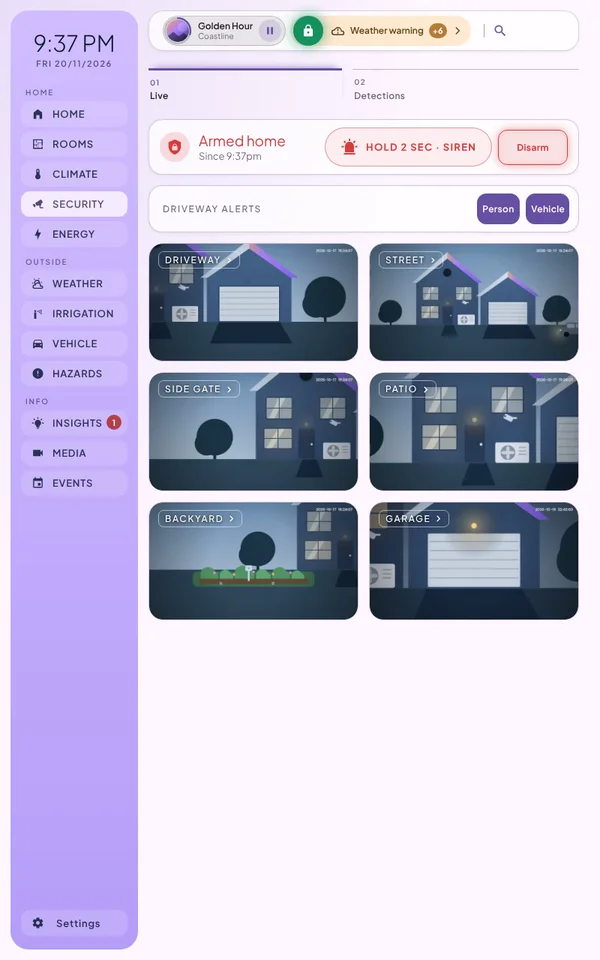 9:37 PM
FRI 20/11/2026
HOME
HOME
ROOMS
CLIMATE
SECURITY
ENERGY
OUTSIDE
WEATHER
IRRIGATION
VEHICLE
HAZARDS
INFO
INSIGHTS 1
MEDIA
EVENTS
Settings
Golden Hour
Coastline
Weather warning +6
01
Live
02
Detections
Armed home
Since 9:37pm
HOLD 2 SEC · SIREN
Disarm
DRIVEWAY ALERTS
Person
Vehicle
DRIVEWAY
STREET
SIDE GATE
PATIO
BACKYARD
GARAGE